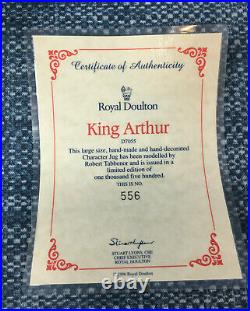 Certificate of Authenticity
Royal Doulton
King Arthur
D7055
This large size, hand-made and hand-decorated
Character Jug has been modelled by
Robert Tabbenor and is issued in a
limited edition of
one thousand five hundred.
THIS IS NO.
556
STUART LYONS, CBE
CHIEF EXECUTIVE
ROYAL DOULTON
Royal Doulton